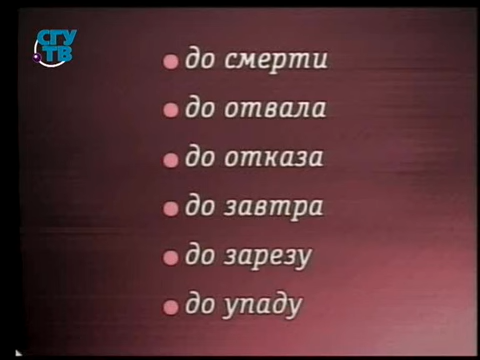 СГУ
ТВ
до смерти
до отвала
до отказа
до завтра
до зарезу
до упаду